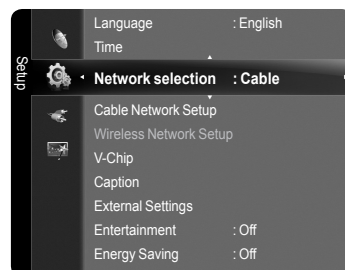 Setup
Language : English
Time
Network selection : Cable
Cable Network Setup
Wireless Network Setup
V-Chip
Caption
External Settings
Entertainment : Off
Energy Saving : Off